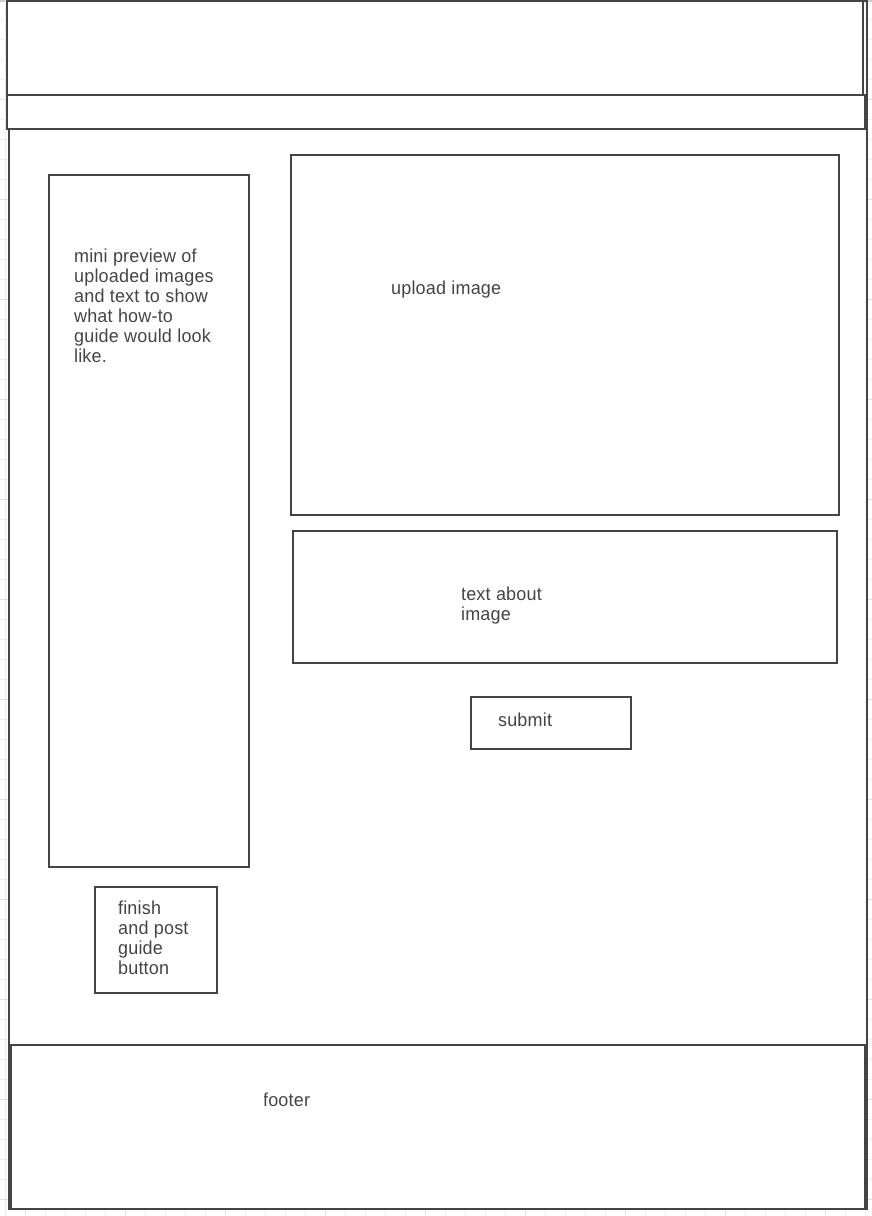 mini preview of
uploaded images
and text to show
what how-to
guide would look
like.
upload image
text about
image
submit
finish
and post
guide
button
footer